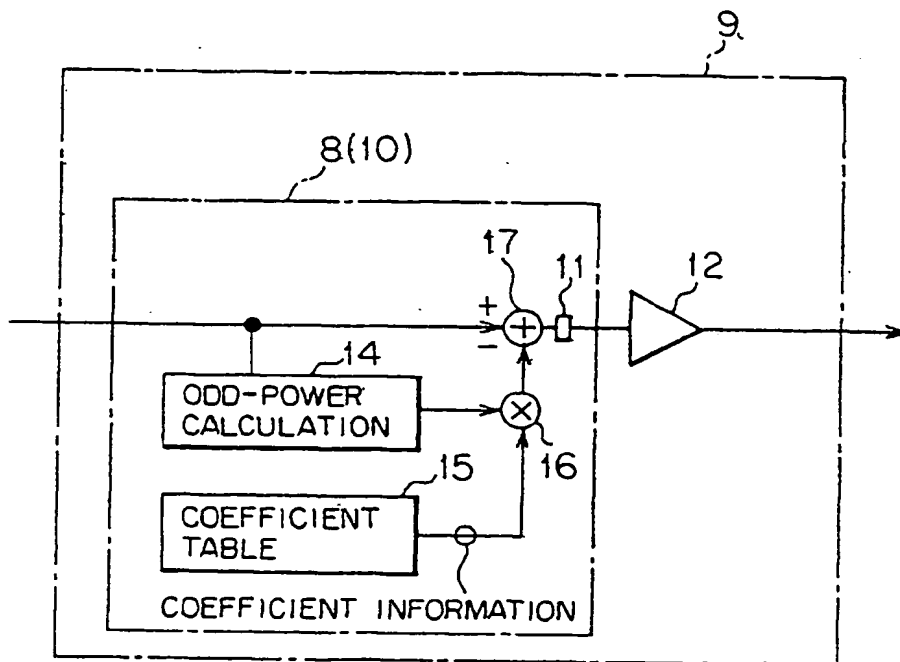 9
8(10)
17
11
12
+
−
+
14
ODD-POWER
CALCULATION
×
16
15
COEFFICIENT
TABLE
COEFFICIENT INFORMATION